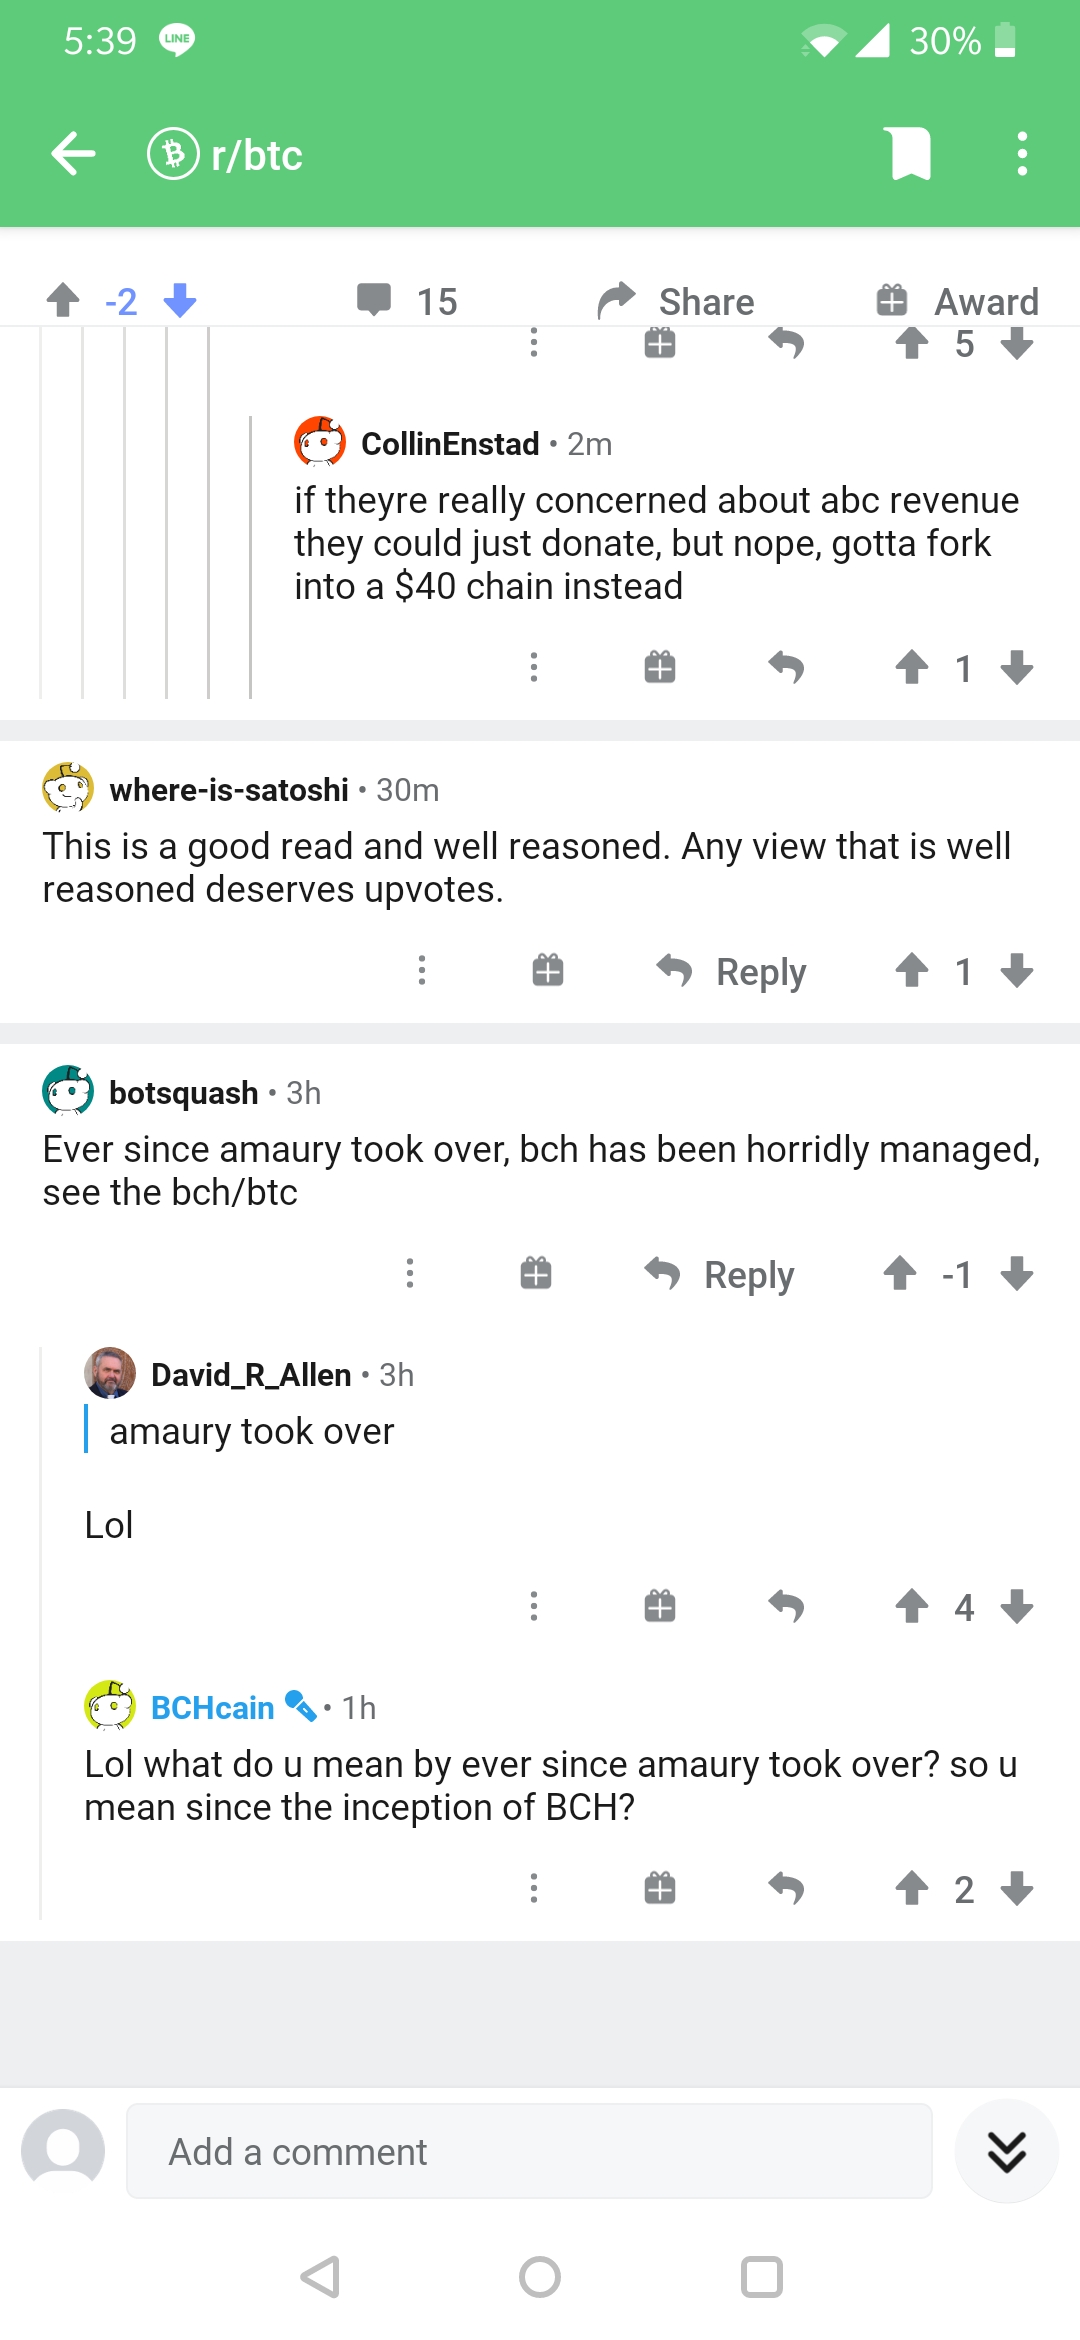 5:39 LINE 30%
r/btc
-2 15 Share Award
5
CollinEnstad • 2m
if theyre really concerned about abc revenue
they could just donate, but nope, gotta fork
into a $40 chain instead
1
where-is-satoshi • 30m
This is a good read and well reasoned. Any view that is well
reasoned deserves upvotes.
Reply 1
botsquash • 3h
Ever since amaury took over, bch has been horridly managed,
see the bch/btc
Reply -1
David_R_Allen • 3h
amaury took over
Lol
4
BCHcain • 1h
Lol what do u mean by ever since amaury took over? so u
mean since the inception of BCH?
2
Add a comment